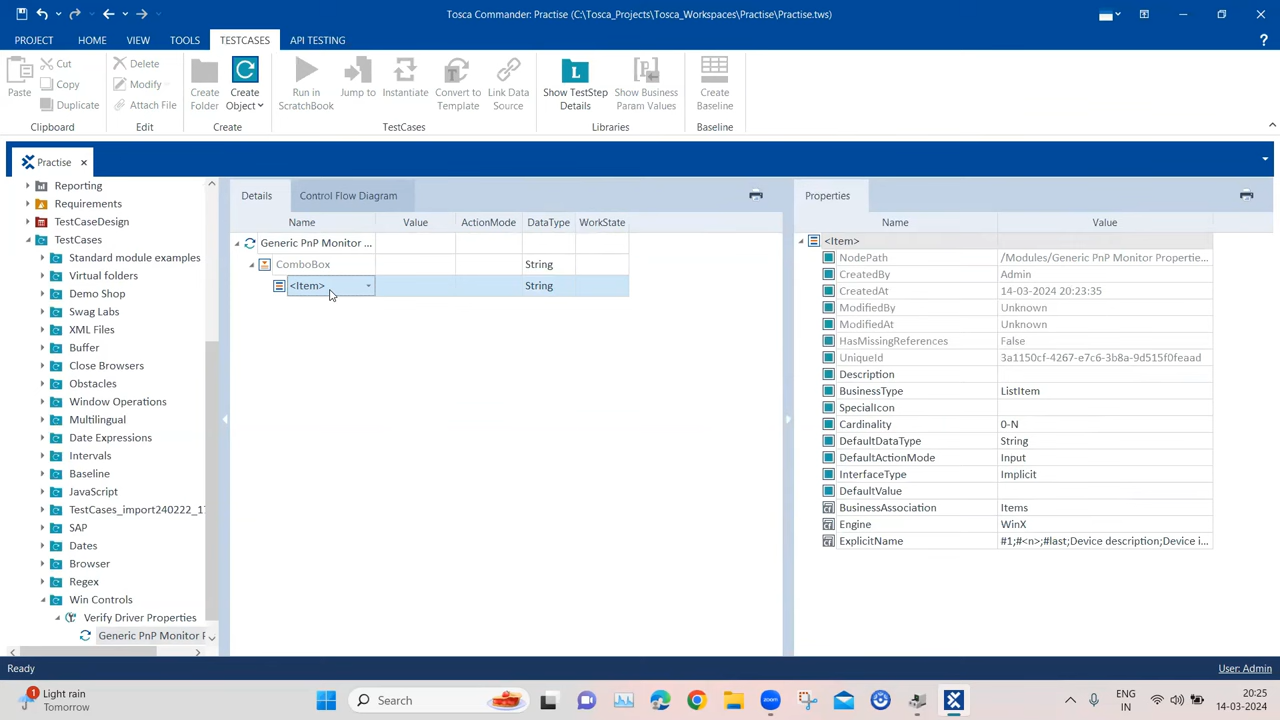 Tosca Commander: Practise (C:\Tosca_Projects\Tosca_Workspaces\Practise\Practise.tws)
PROJECT HOME VIEW TOOLS TESTCASES API TESTING
Paste Cut Copy Duplicate Clipboard
Delete Modify Attach File Edit
Create Folder Create Object Create
Run in ScratchBook Jump to Instantiate Convert to Template Link Data Source TestCases
Show TestStep Details Show Business Param Values Libraries
Create Baseline Baseline
Practise
Reporting
Requirements
TestCaseDesign
TestCases
Standard module examples
Virtual folders
Demo Shop
Swag Labs
XML Files
Buffer
Close Browsers
Obstacles
Window Operations
Multilingual
Date Expressions
Intervals
Baseline
JavaScript
TestCases_import240222_17
SAP
Dates
Browser
Regex
Win Controls
Verify Driver Properties
Generic PnP Monitor P
Details Control Flow Diagram
Name Value ActionMode DataType WorkState
Generic PnP Monitor ...
ComboBox String
<Item> String
Properties
Name Value
<Item>
NodePath /Modules/Generic PnP Monitor Propertie...
CreatedBy Admin
CreatedAt 14-03-2024 20:23:35
ModifiedBy Unknown
ModifiedAt Unknown
HasMissingReferences False
UniqueId 3a1150cf-4267-e7c6-3b8a-9d515f0feaad
Description
BusinessType ListItem
SpecialIcon
Cardinality 0-N
DefaultDataType String
DefaultActionMode Input
InterfaceType Implicit
DefaultValue
BusinessAssociation Items
Engine WinX
ExplicitName #1;#<n>;#last;Device description;Device i...
Ready User: Admin
1 Light rain
Tomorrow
Search
zoom
ENG
IN
20:25
14-03-2024